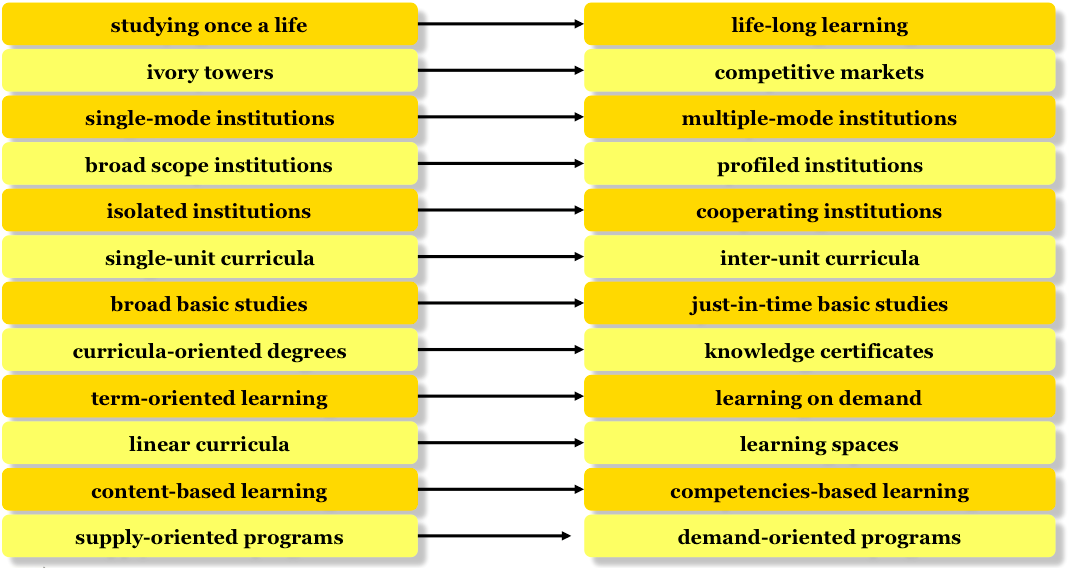 studying once a life
life-long learning
ivory towers
competitive markets
single-mode institutions
multiple-mode institutions
broad scope institutions
profiled institutions
isolated institutions
cooperating institutions
single-unit curricula
inter-unit curricula
broad basic studies
just-in-time basic studies
curricula-oriented degrees
knowledge certificates
term-oriented learning
learning on demand
linear curricula
learning spaces
content-based learning
competencies-based learning
supply-oriented programs
demand-oriented programs